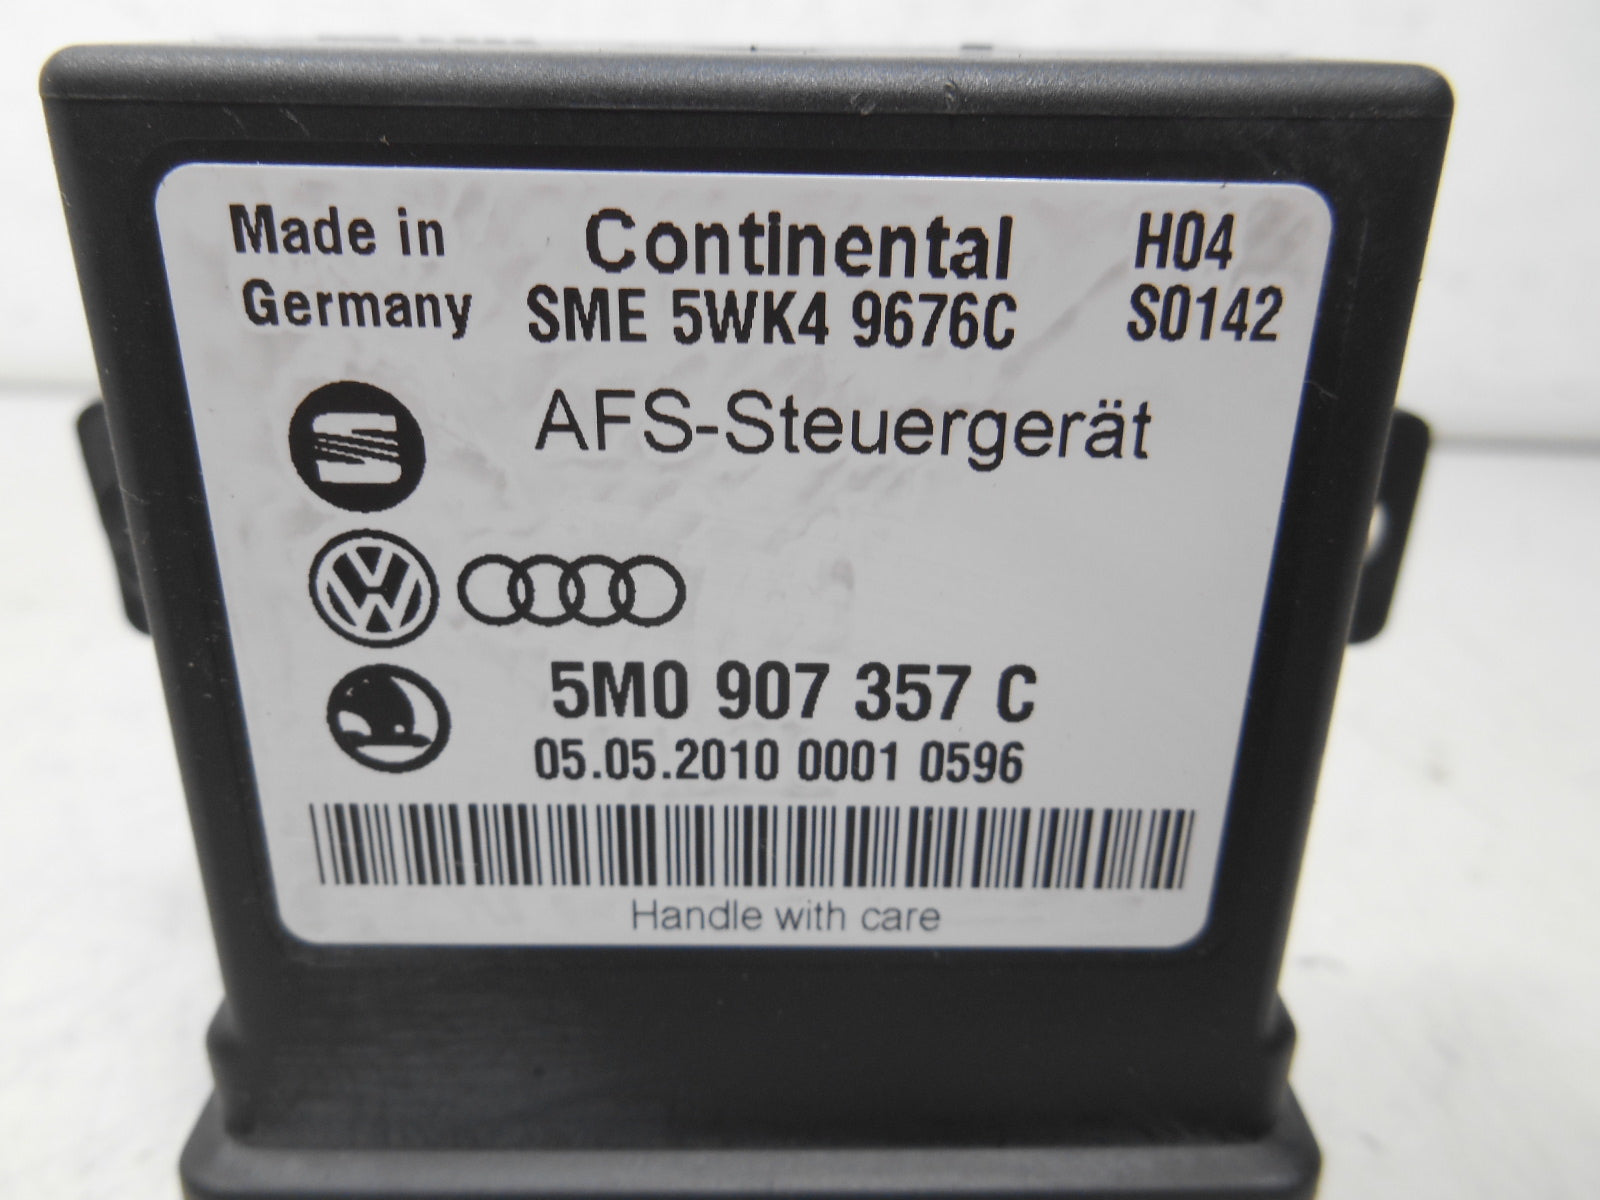 Made in Continental H04
Germany SME 5WK4 9676C S0142
AFS-Steuergerät
5M0 907 357 C
05.05.2010 0001 0596
Handle with care